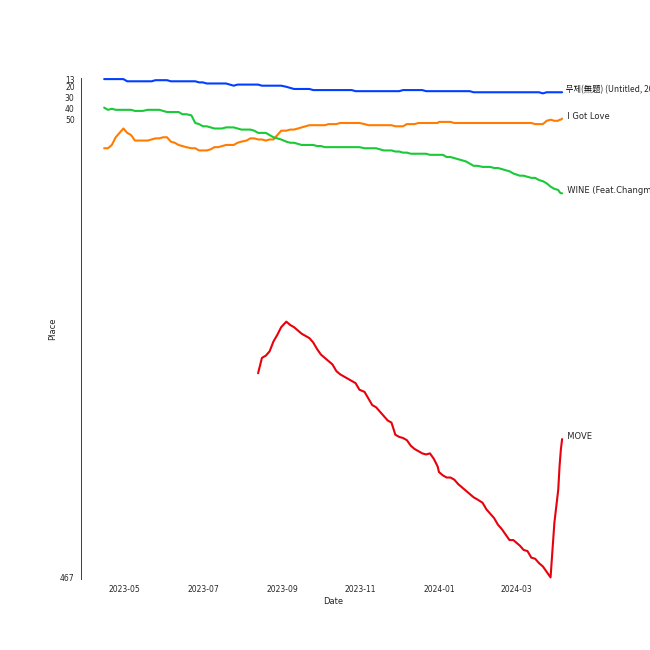 13
20
30
40
50
467
Place
2023-05
2023-07
2023-09
2023-11
2024-01
2024-03
Date
무제(無題) (Untitled, 20
I Got Love
WINE (Feat.Changm
MOVE